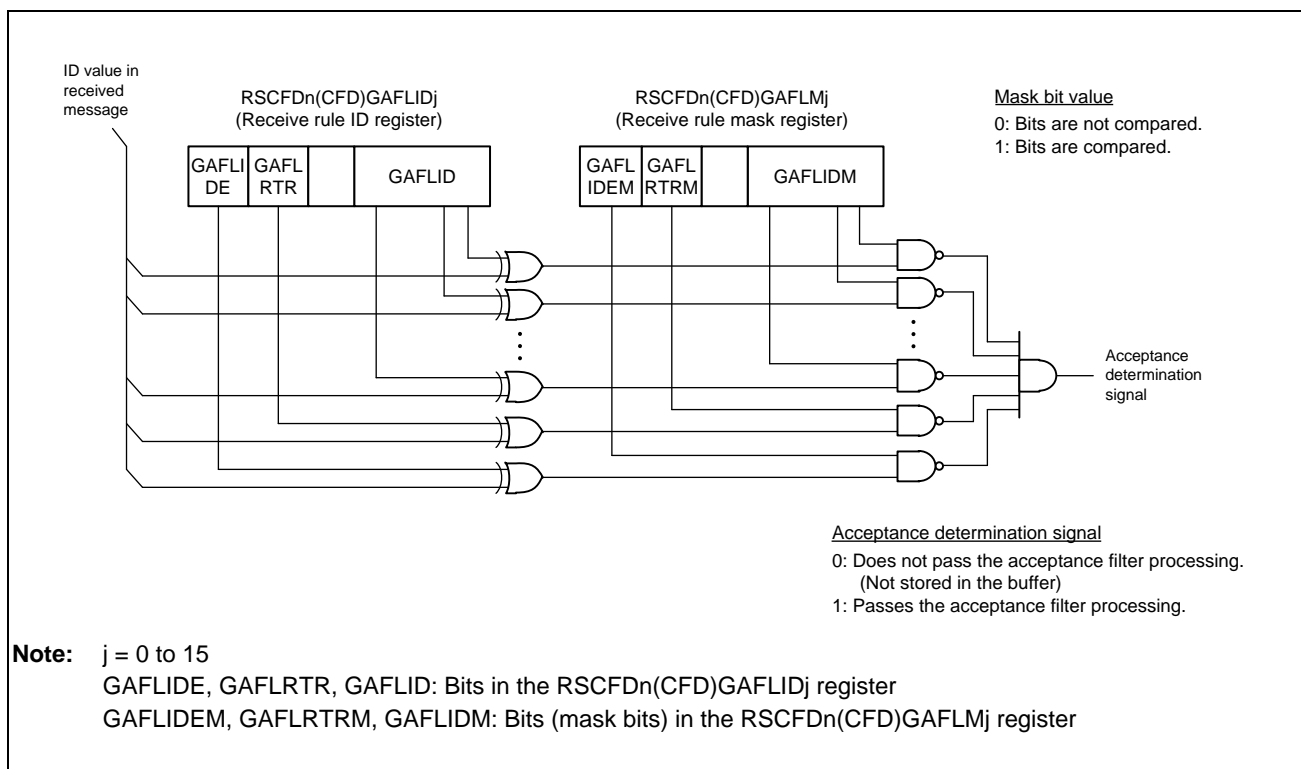 ID value in
received
message
RSCFDn(CFD)GAFLIDj
(Receive rule ID register)
GAFLI
DE
GAFL
RTR
GAFLID
RSCFDn(CFD)GAFLMj
(Receive rule mask register)
GAFL
IDEM
GAFL
RTRM
GAFLIDM
Mask bit value
0: Bits are not compared.
1: Bits are compared.
Acceptance
determination
signal
Acceptance determination signal
0: Does not pass the acceptance filter processing.
(Not stored in the buffer)
1: Passes the acceptance filter processing.
Note: j = 0 to 15
GAFLIDE, GAFLRTR, GAFLID: Bits in the RSCFDn(CFD)GAFLIDj register
GAFLIDEM, GAFLRTRM, GAFLIDM: Bits (mask bits) in the RSCFDn(CFD)GAFLMj register